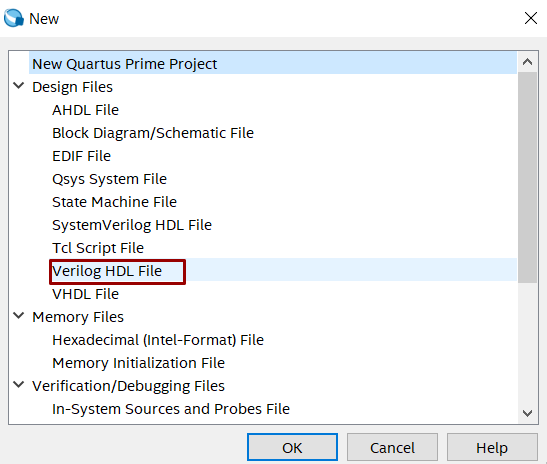 New
New Quartus Prime Project
Design Files
AHDL File
Block Diagram/Schematic File
EDIF File
Qsys System File
State Machine File
SystemVerilog HDL File
Tcl Script File
Verilog HDL File
VHDL File
Memory Files
Hexadecimal (Intel-Format) File
Memory Initialization File
Verification/Debugging Files
In-System Sources and Probes File
OK Cancel Help